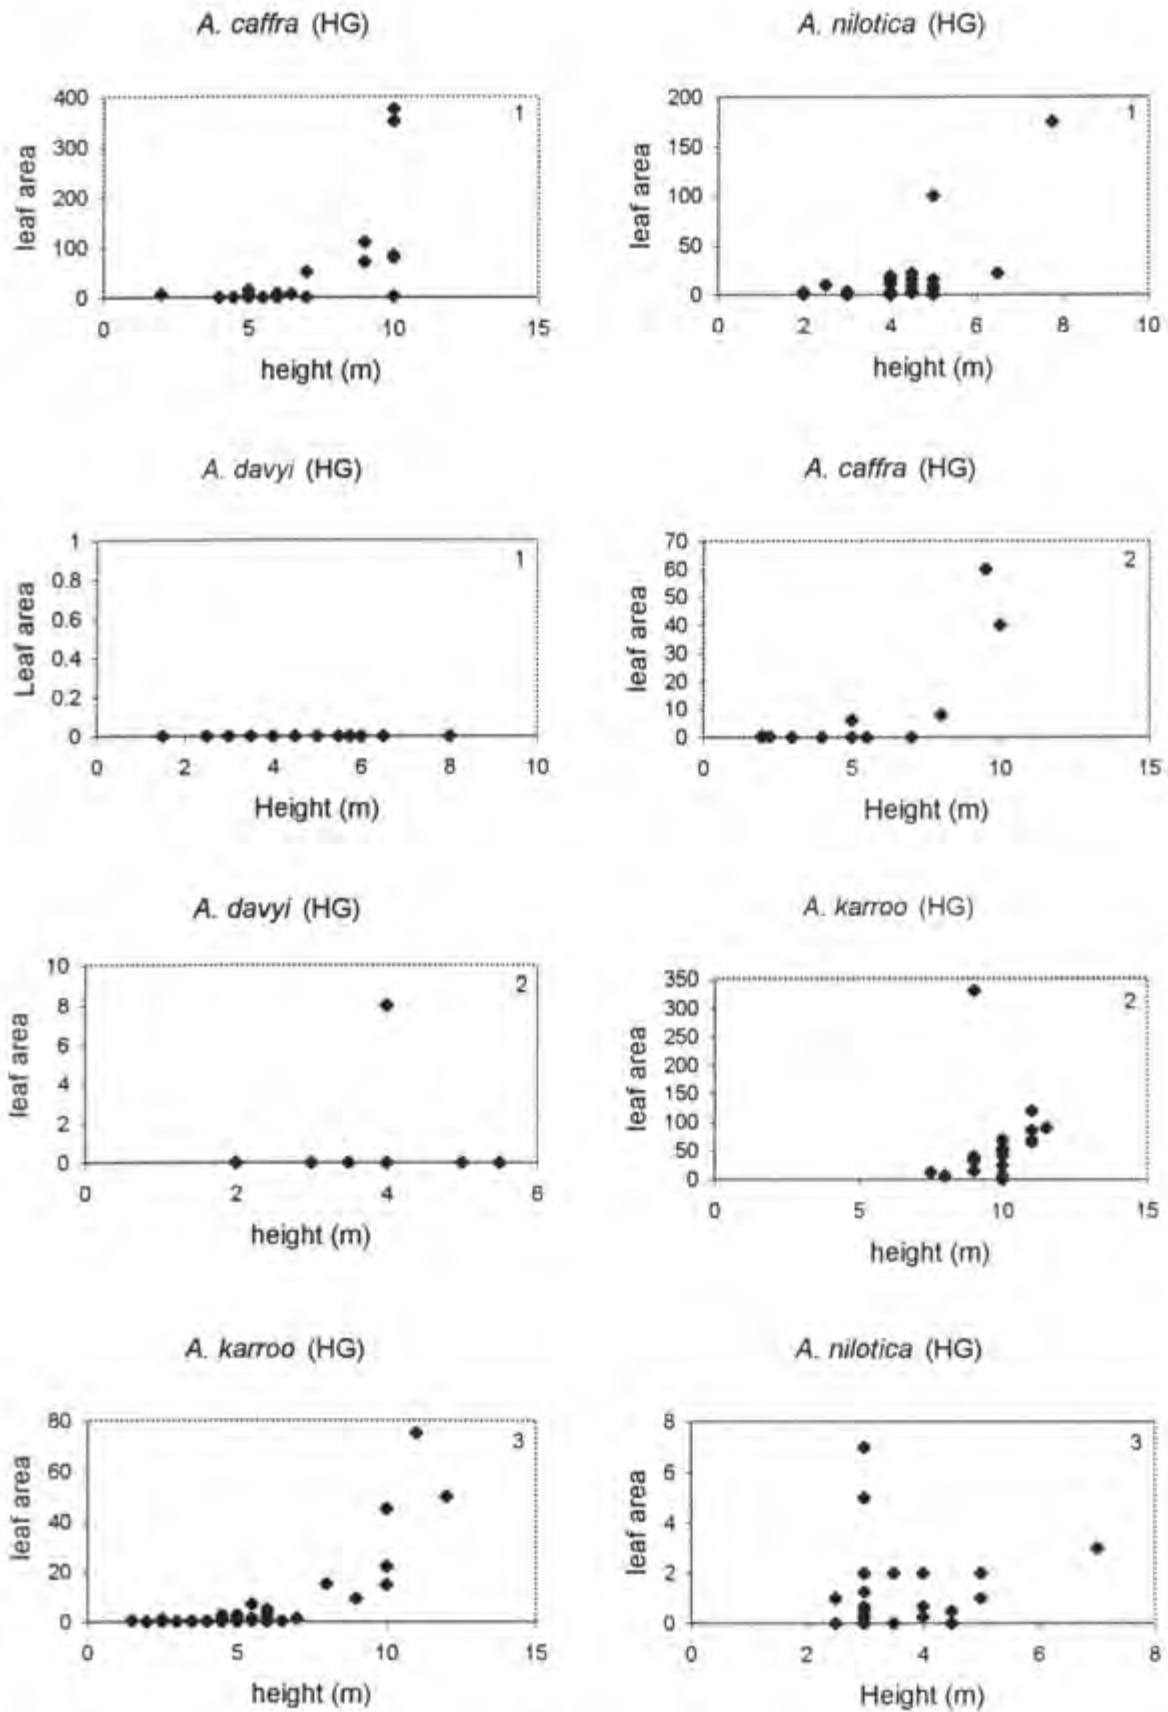 A. caffra (HG)
400
300
200
100
0
leaf area
1
0 5 10 15
height (m)
A. nilotica (HG)
200
150
100
50
0
leaf area
1
0 2 4 6 8 10
height (m)
A. davyi (HG)
1
0.8
0.6
0.4
0.2
0
Leaf area
1
0 2 4 6 8 10
Height (m)
A. caffra (HG)
70
60
50
40
30
20
10
0
leaf area
2
0 5 10 15
Height (m)
A. davyi (HG)
10
8
6
4
2
0
leaf area
2
0 2 4 6
height (m)
A. karroo (HG)
350
300
250
200
150
100
50
0
leaf area
2
0 5 10 15
height (m)
A. karroo (HG)
80
60
40
20
0
leaf area
3
0 5 10 15
height (m)
A. nilotica (HG)
8
6
4
2
0
leaf area
3
0 2 4 6 8
Height (m)